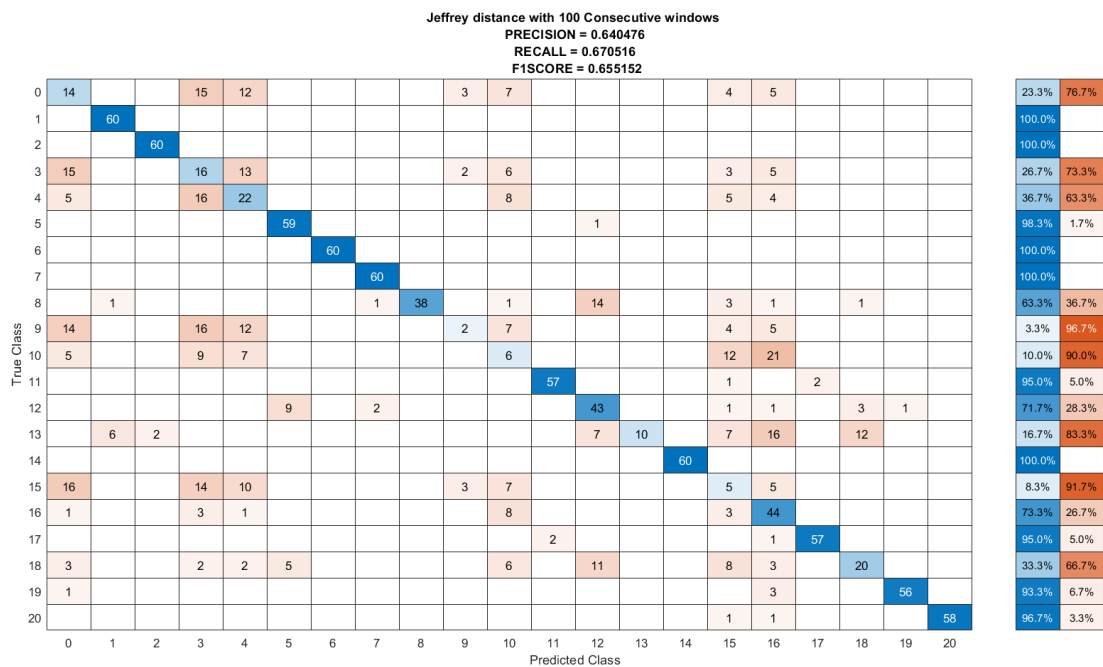 Jeffrey distance with 100 Consecutive windows
PRECISION = 0.640476
RECALL = 0.670516
F1SCORE = 0.655152
0 14 15 12 3 7 4 5 23.3% 76.7%
1 60 100.0%
2 60 100.0%
3 15 16 13 2 6 3 5 26.7% 73.3%
4 5 16 22 8 5 4 36.7% 63.3%
5 59 1 98.3% 1.7%
6 60 100.0%
7 60 100.0%
8 1 1 38 1 14 3 1 1 63.3% 36.7%
9 14 16 12 2 7 4 5 3.3% 96.7%
10 5 9 7 6 12 21 10.0% 90.0%
True Class
11 57 1 2 95.0% 5.0%
12 9 2 43 1 1 3 1 71.7% 28.3%
13 6 2 7 10 7 16 12 16.7% 83.3%
14 60 100.0%
15 16 14 10 3 7 5 5 8.3% 91.7%
16 1 3 1 8 3 44 73.3% 26.7%
17 2 1 57 95.0% 5.0%
18 3 2 2 5 6 11 8 3 20 33.3% 66.7%
19 1 3 56 93.3% 6.7%
20 1 1 58 96.7% 3.3%
0 1 2 3 4 5 6 7 8 9 10 11 12 13 14 15 16 17 18 19 20
Predicted Class